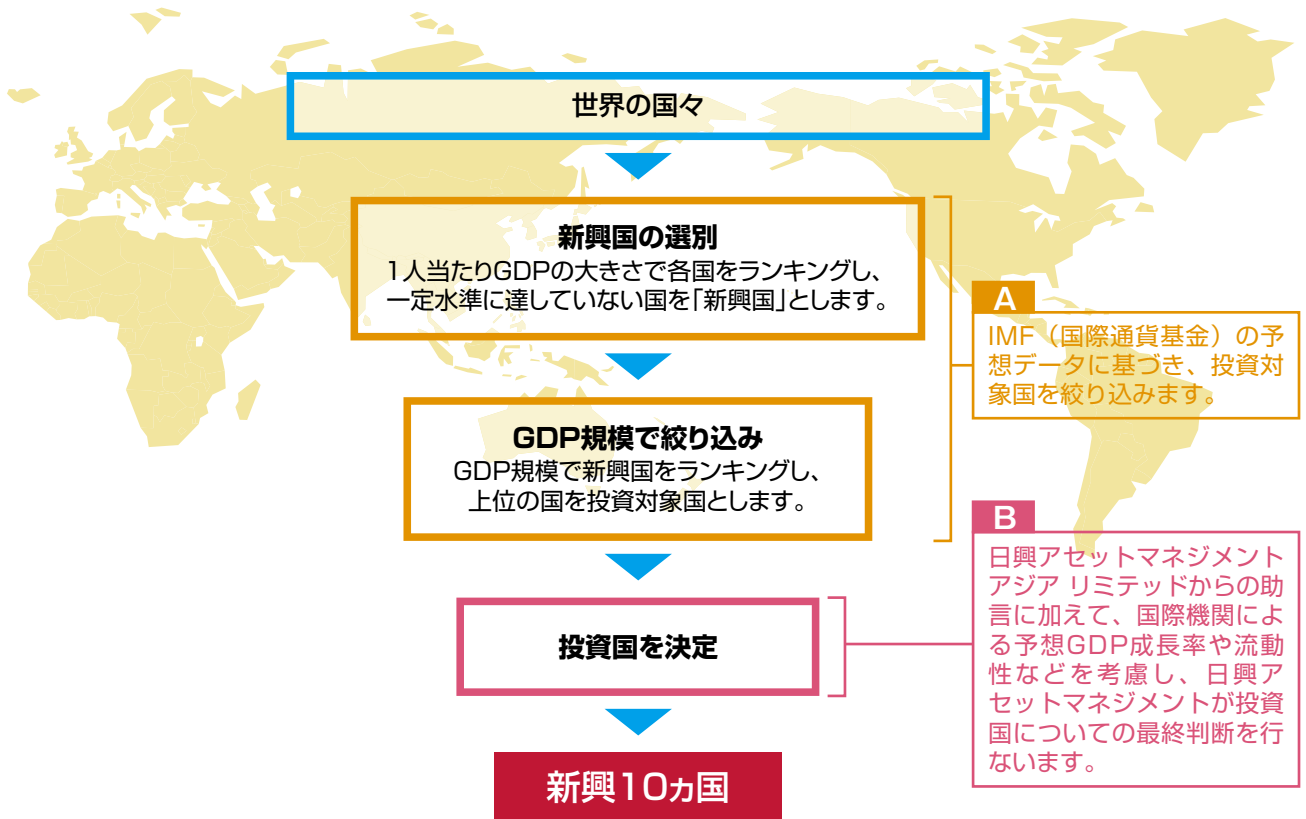 世界の国々
新興国の選別
1人当たりGDPの大きさで各国をランキングし、
一定水準に達していない国を「新興国」とします。
A
IMF（国際通貨基金）の予
想データに基づき、投資対
象国を絞り込みます。
GDP規模で絞り込み
GDP規模で新興国をランキングし、
上位の国を投資対象国とします。
B
日興アセットマネジメント
アジア リミテッドからの助
言に加えて、国際機関によ
る予想GDP成長率や流動
性などを考慮し、日興ア
セットマネジメントが投資
国についての最終判断を行
ないます。
投資国を決定
新興10ヵ国